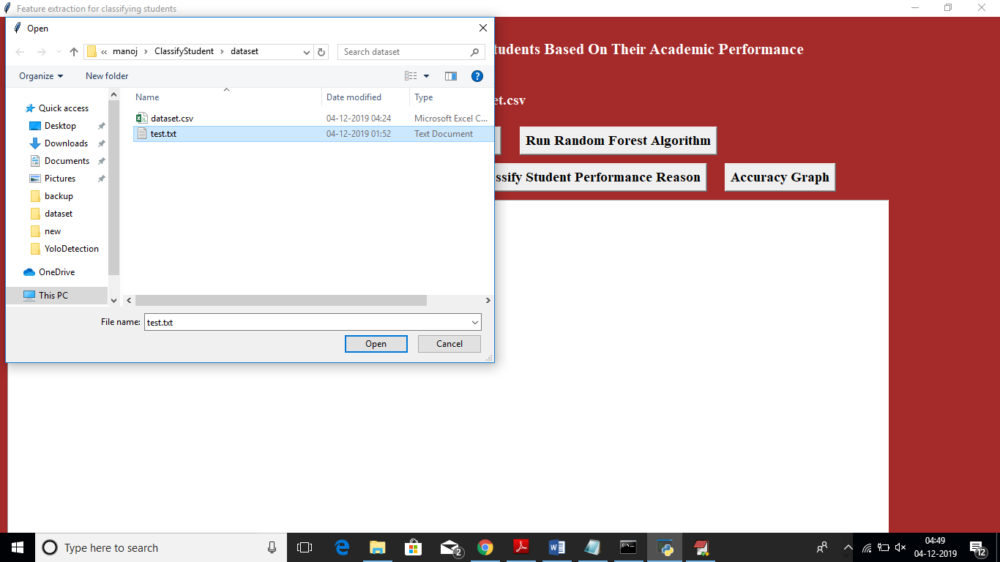 Feature extraction for classifying students
Open
« manoj > ClassifyStudent > dataset
Search dataset
Organize
New folder
Name
Date modified
Type
dataset.csv
04-12-2019 04:24
Microsoft Excel C...
test.txt
04-12-2019 01:52
Text Document
Quick access
Desktop
Downloads
Documents
Pictures
backup
dataset
new
YoloDetection
OneDrive
This PC
File name:
test.txt
Open
Cancel
tudents Based On Their Academic Performance
et.csv
Run Random Forest Algorithm
ssify Student Performance Reason
Accuracy Graph
Type here to search
2
04:49
04-12-2019
12